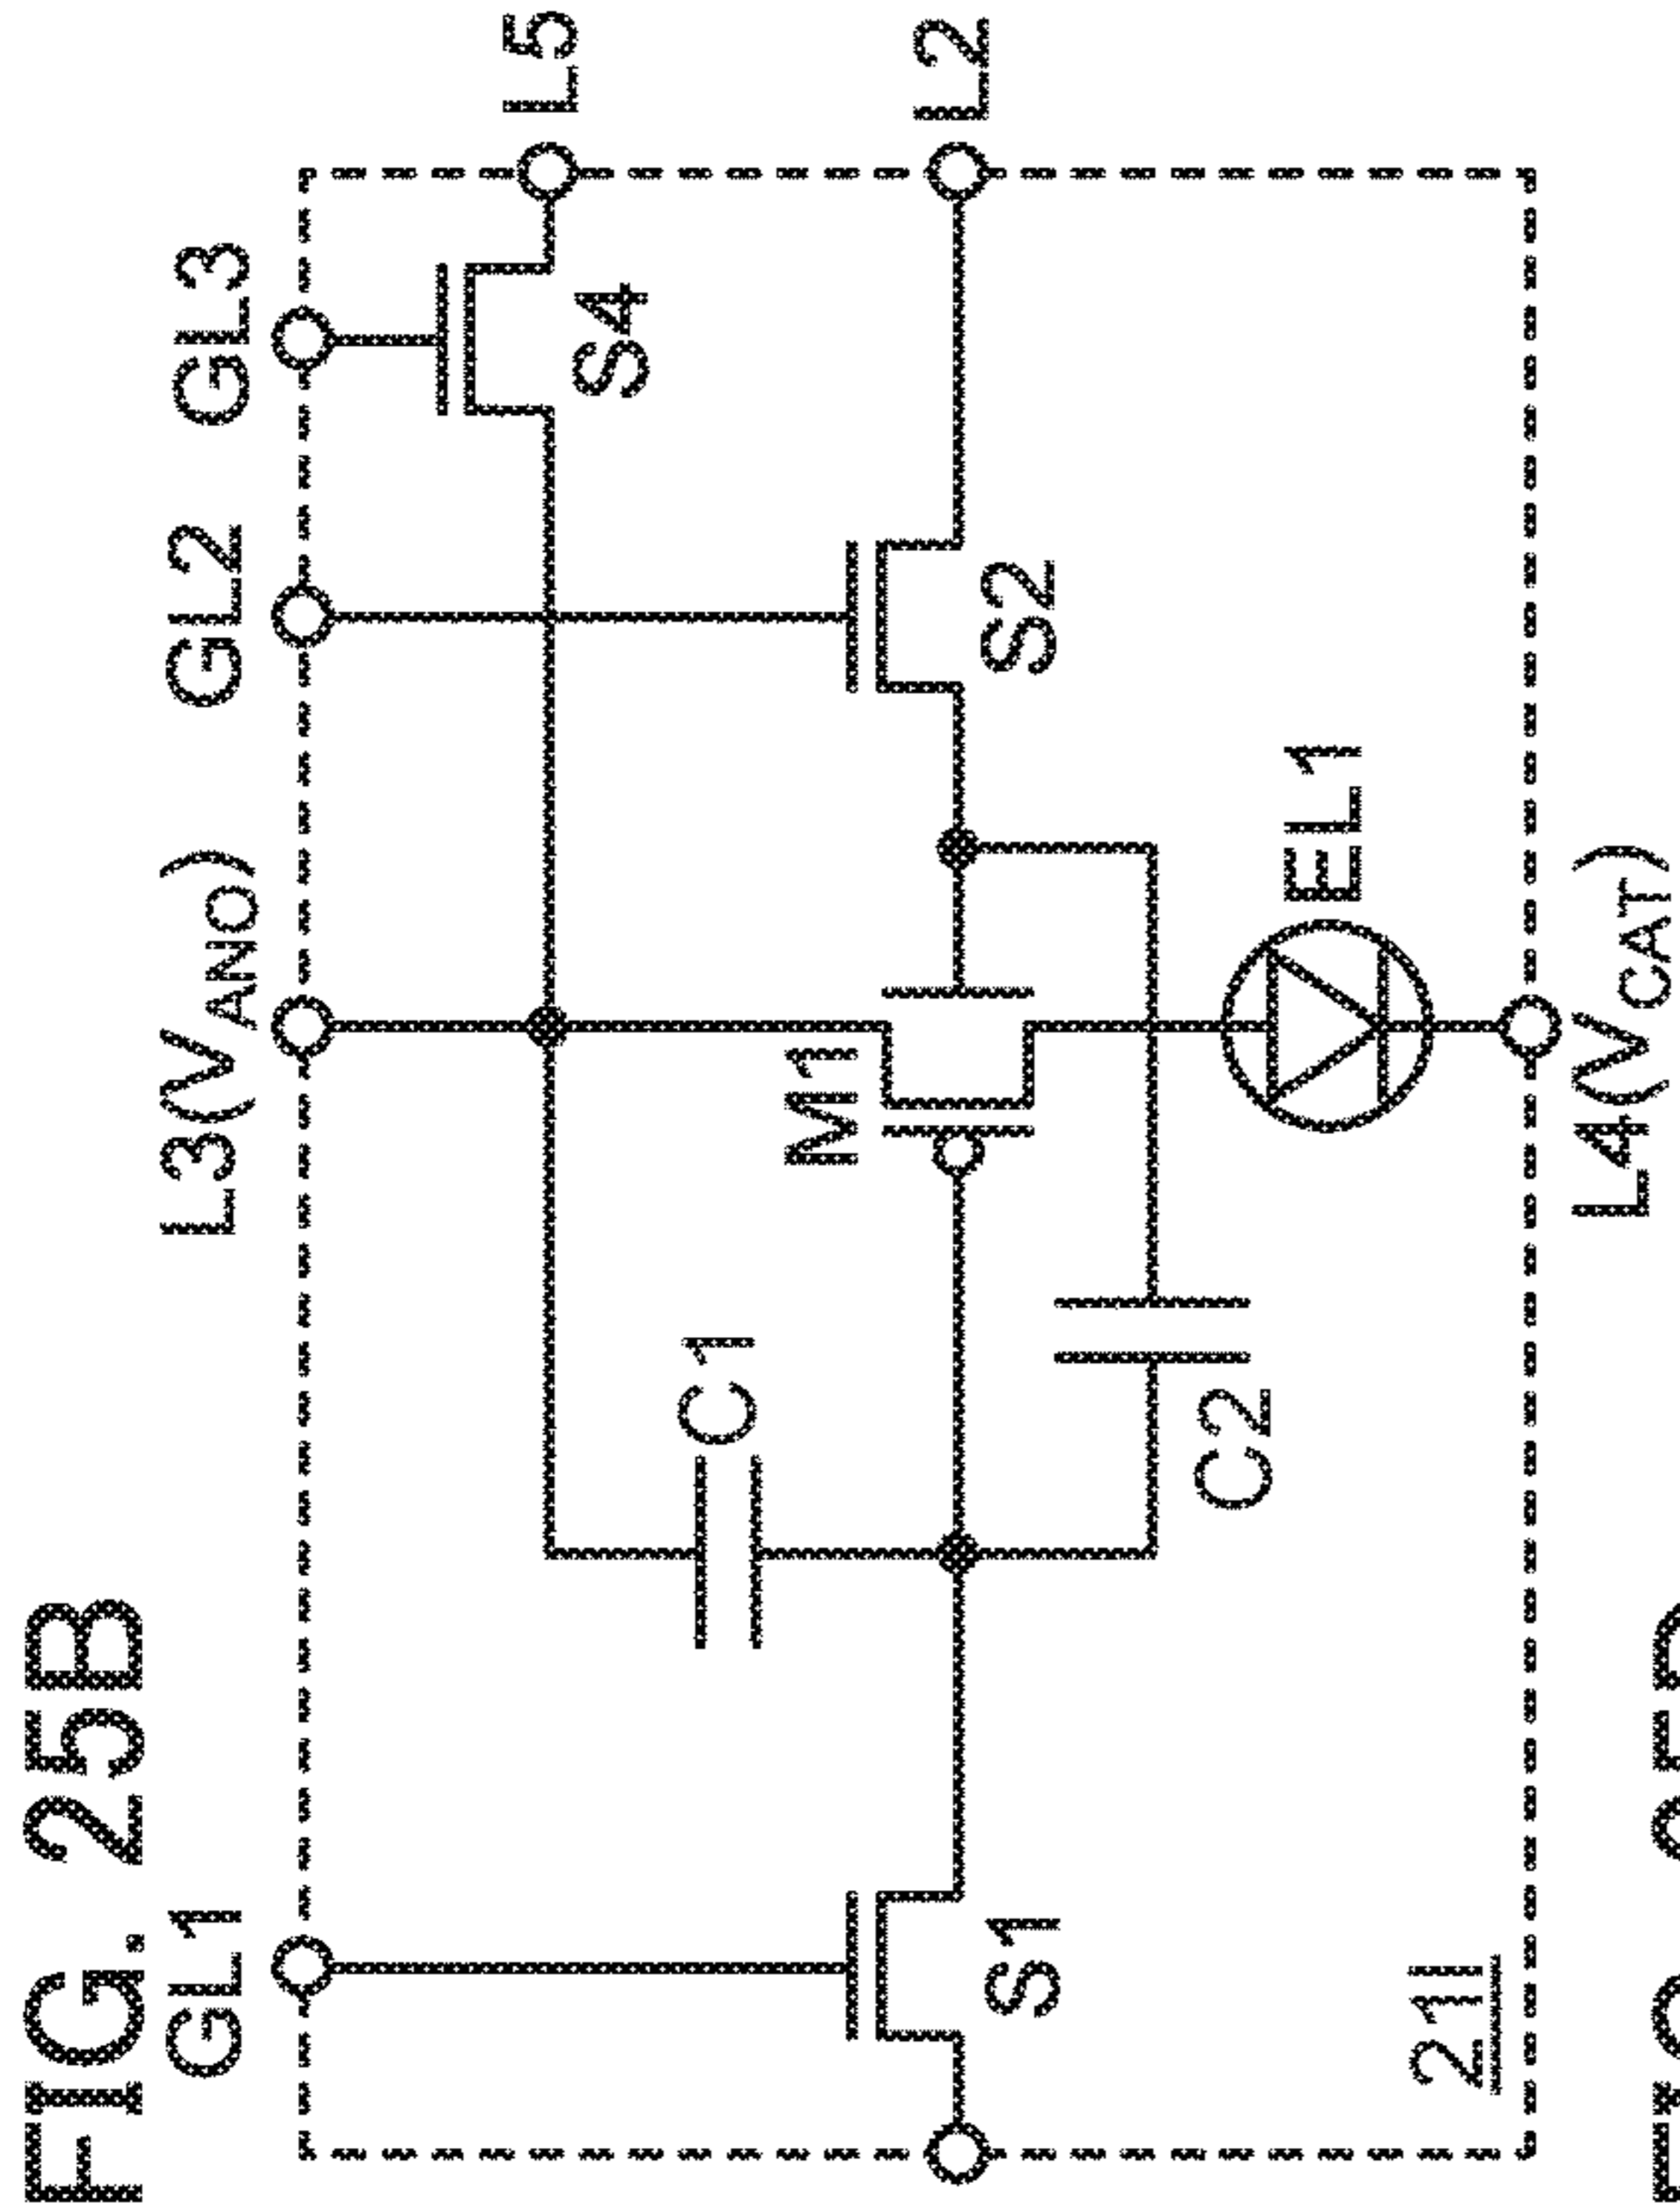 FIG. 25B
GL1
L3(VANO)
GL2
GL3
L5
S4
C1
M1
L2
S1
S2
C2
EL1
21I
L4(VCAT)